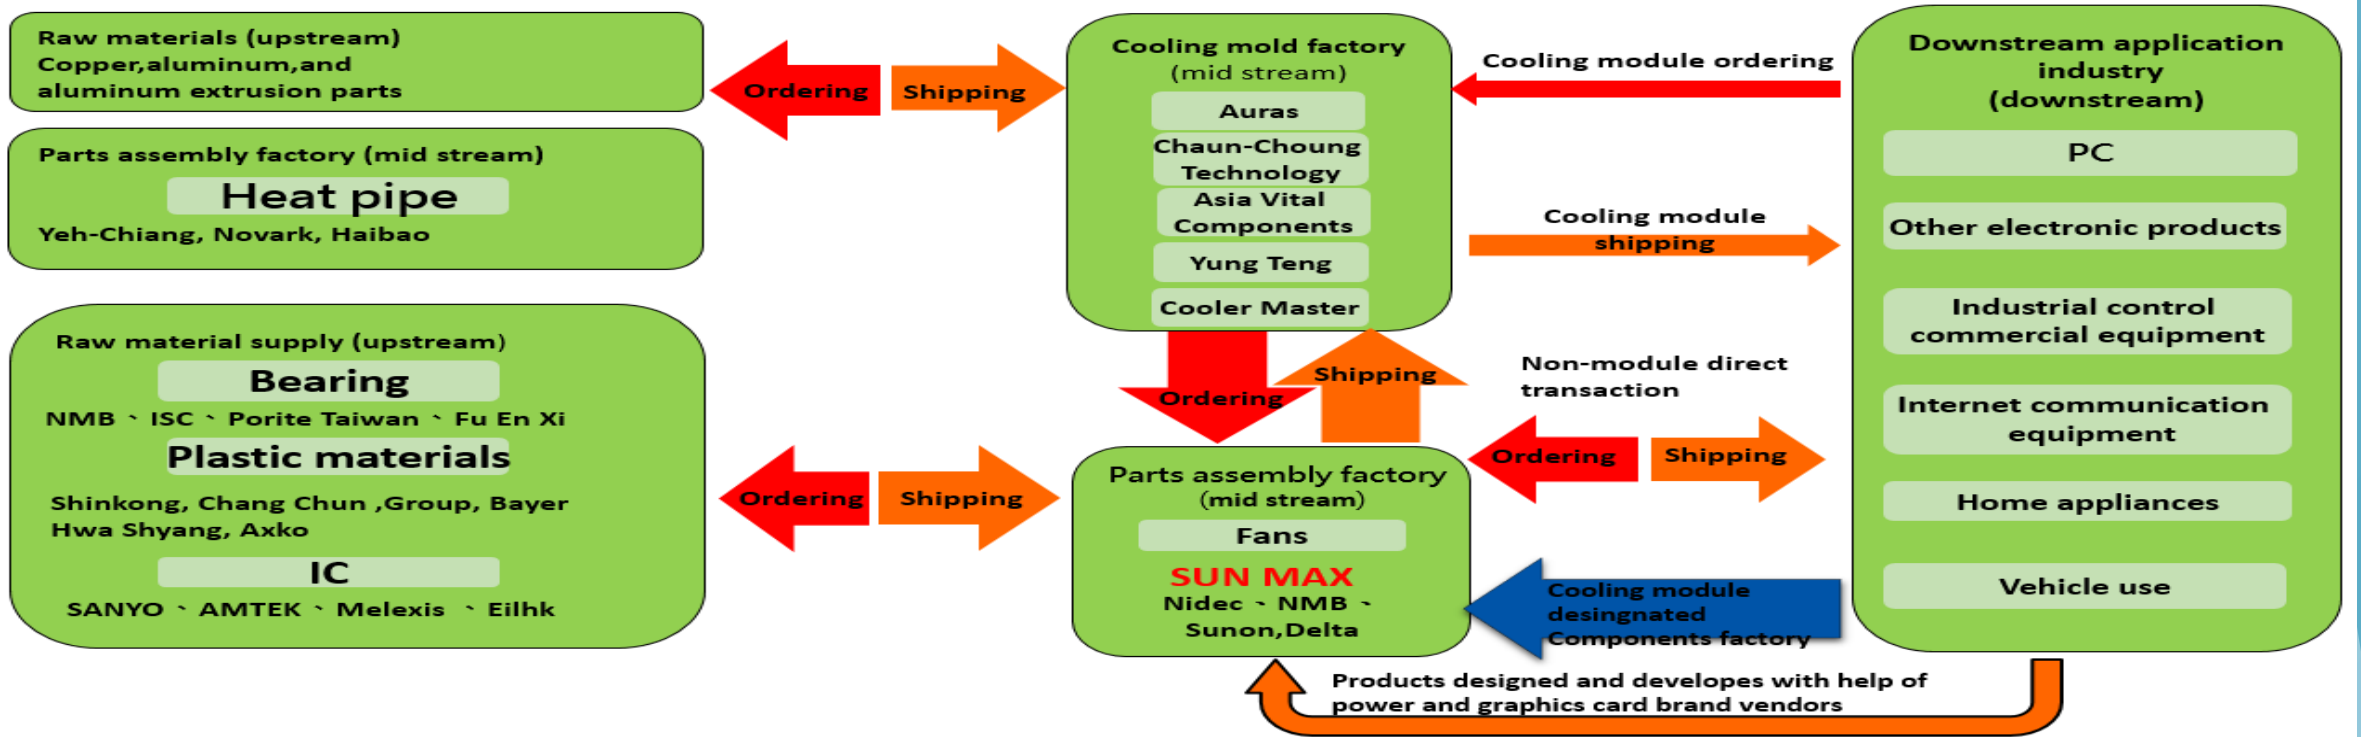 Raw materials (upstream)
Copper,aluminum,and
aluminum extrusion parts
Parts assembly factory (mid stream)
Heat pipe
Yeh-Chiang, Novark, Haibao
Raw material supply (upstream)
Bearing
NMB、ISC、Porite Taiwan、Fu En Xi
Plastic materials
Shinkong, Chang Chun ,Group, Bayer
Hwa Shyang, Axko
IC
SANYO、AMTEK、Melexis 、Eilhk
Ordering
Shipping
Ordering
Shipping
Cooling mold factory
(mid stream)
Auras
Chaun-Choung
Technology
Asia Vital
Components
Yung Teng
Cooler Master
Ordering
Shipping
Parts assembly factory
(mid stream)
Fans
SUN MAX
Nidec、NMB、
Sunon,Delta
Cooling module ordering
Cooling module
shipping
Non-module direct
transaction
Ordering
Shipping
Cooling module
desingnated
Components factory
Products designed and developes with help of
power and graphics card brand vendors
Downstream application
industry
(downstream)
PC
Other electronic products
Industrial control
commercial equipment
Internet communication
equipment
Home appliances
Vehicle use